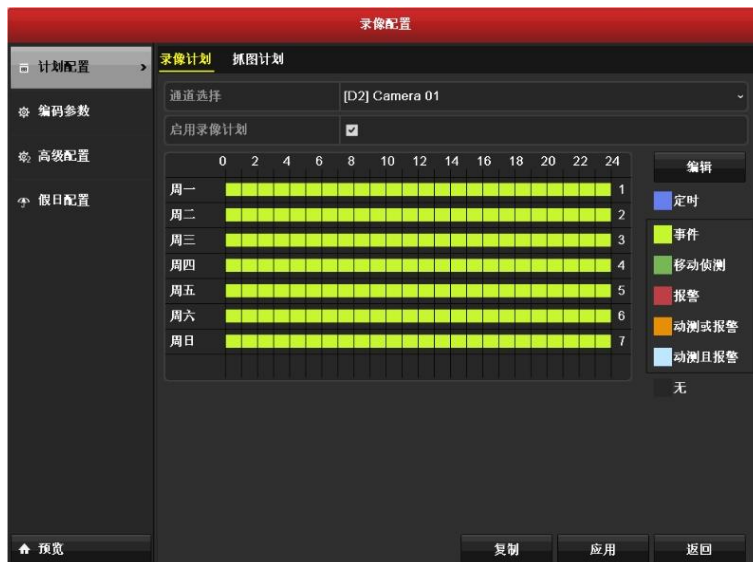 录像配置
计划配置 >
编码参数
高级配置
假日配置
录像计划 抓图计划
通道选择 [D2] Camera 01
启用录像计划
0 2 4 6 8 10 12 14 16 18 20 22 24
周一 1
周二 2
周三 3
周四 4
周五 5
周六 6
周日 7
编辑
定时
事件
移动侦测
报警
动测或报警
动测且报警
无
预览
复制 应用 返回